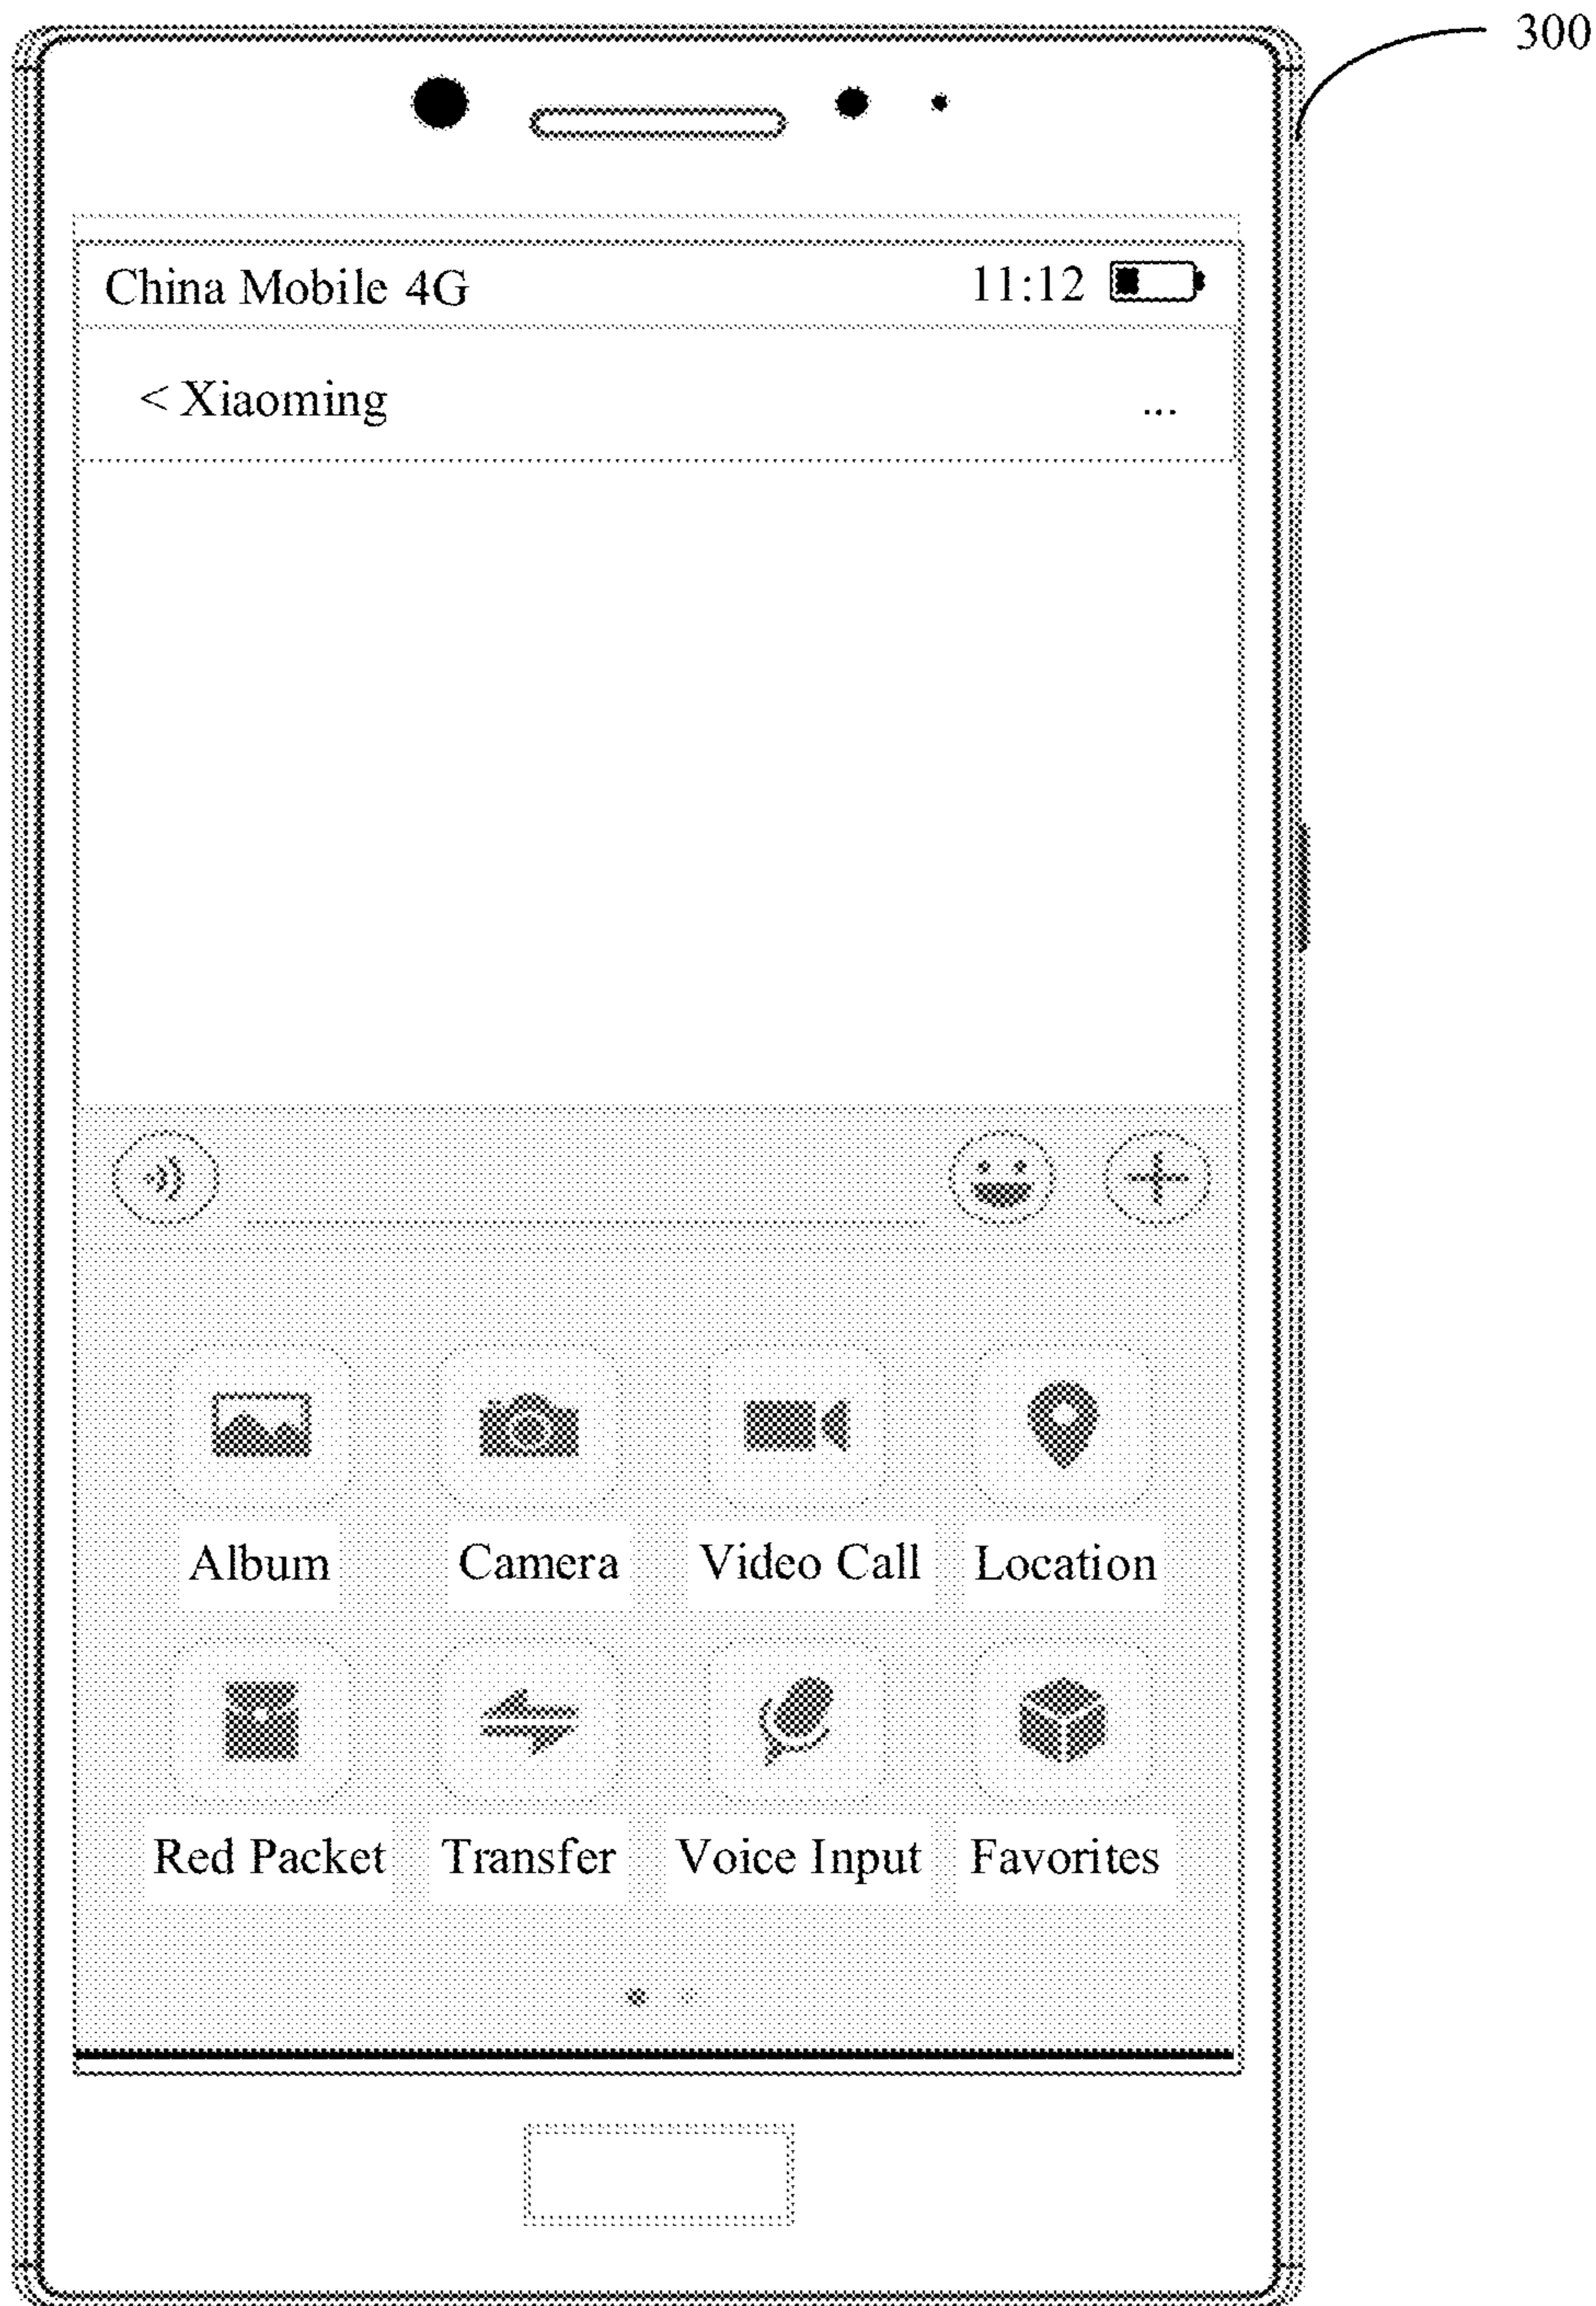 300
China Mobile 4G 11:12
< Xiaoming ...
Album Camera Video Call Location
Red Packet Transfer Voice Input Favorites